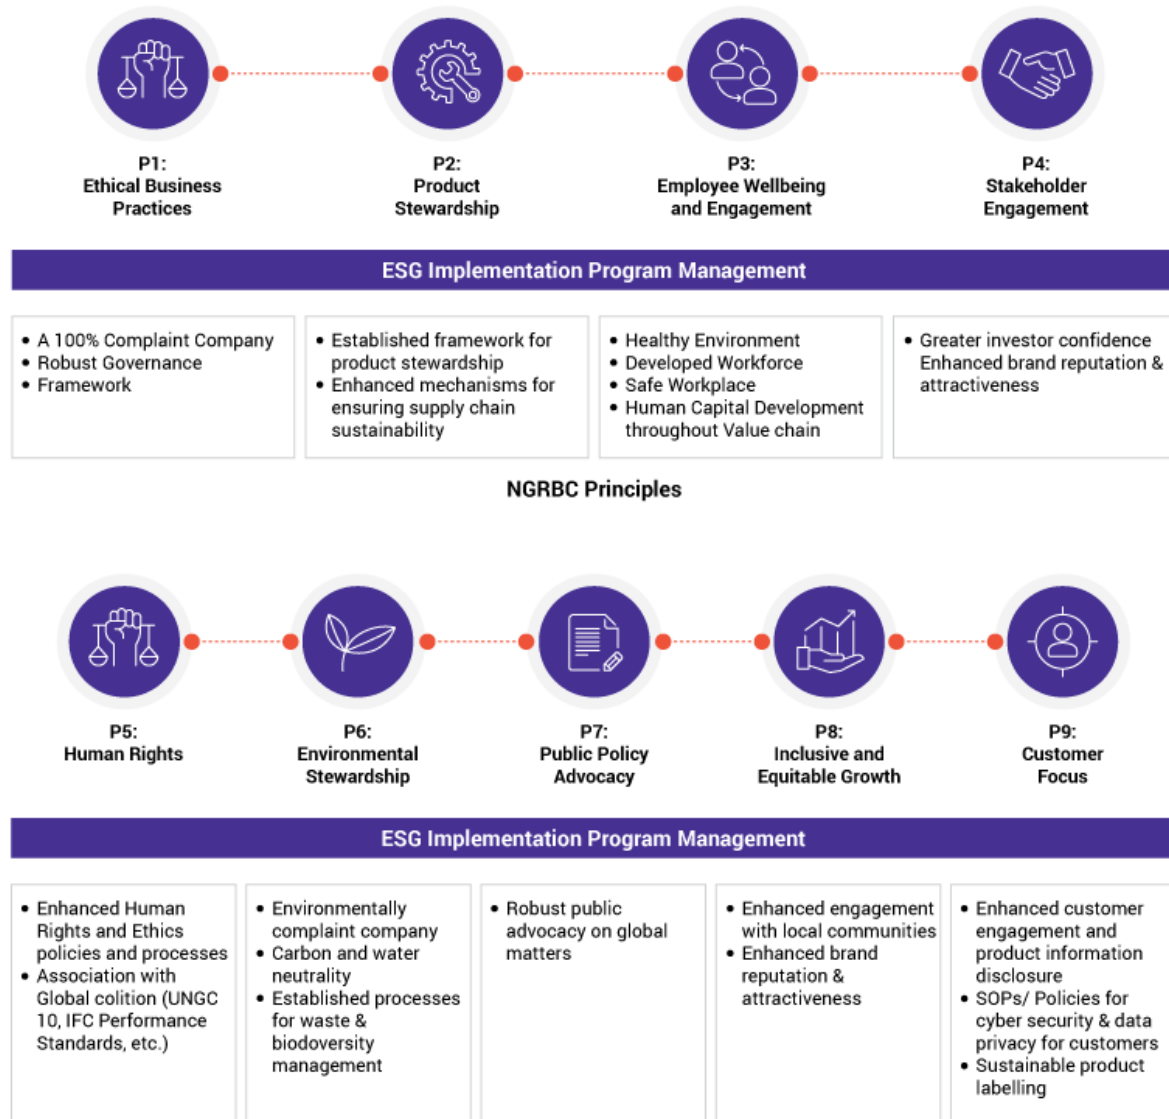 P1:
Ethical Business
Practices
P2:
Product
Stewardship
P3:
Employee Wellbeing
and Engagement
P4:
Stakeholder
Engagement
ESG Implementation Program Management
• A 100% Complaint Company
• Robust Governance
• Framework
• Established framework for
product stewardship
• Enhanced mechanisms for
ensuring supply chain
sustainability
• Healthy Environment
• Developed Workforce
• Safe Workplace
• Human Capital Development
throughout Value chain
• Greater investor confidence
Enhanced brand reputation &
attractiveness
NGRBC Principles
P5:
Human Rights
P6:
Environmental
Stewardship
P7:
Public Policy
Advocacy
P8:
Inclusive and
Equitable Growth
P9:
Customer
Focus
ESG Implementation Program Management
• Enhanced Human
Rights and Ethics
policies and processes
• Association with
Global colition (UNGC
10, IFC Performance
Standards, etc.)
• Environmentally
complaint company
• Carbon and water
neutrality
• Established processes
for waste &
biodoversity
management
• Robust public
advocacy on global
matters
• Enhanced engagement
with local communities
• Enhanced brand
reputation &
attractiveness
• Enhanced customer
engagement and
product information
disclosure
• SOPs/ Policies for
cyber security & data
privacy for customers
• Sustainable product
labelling